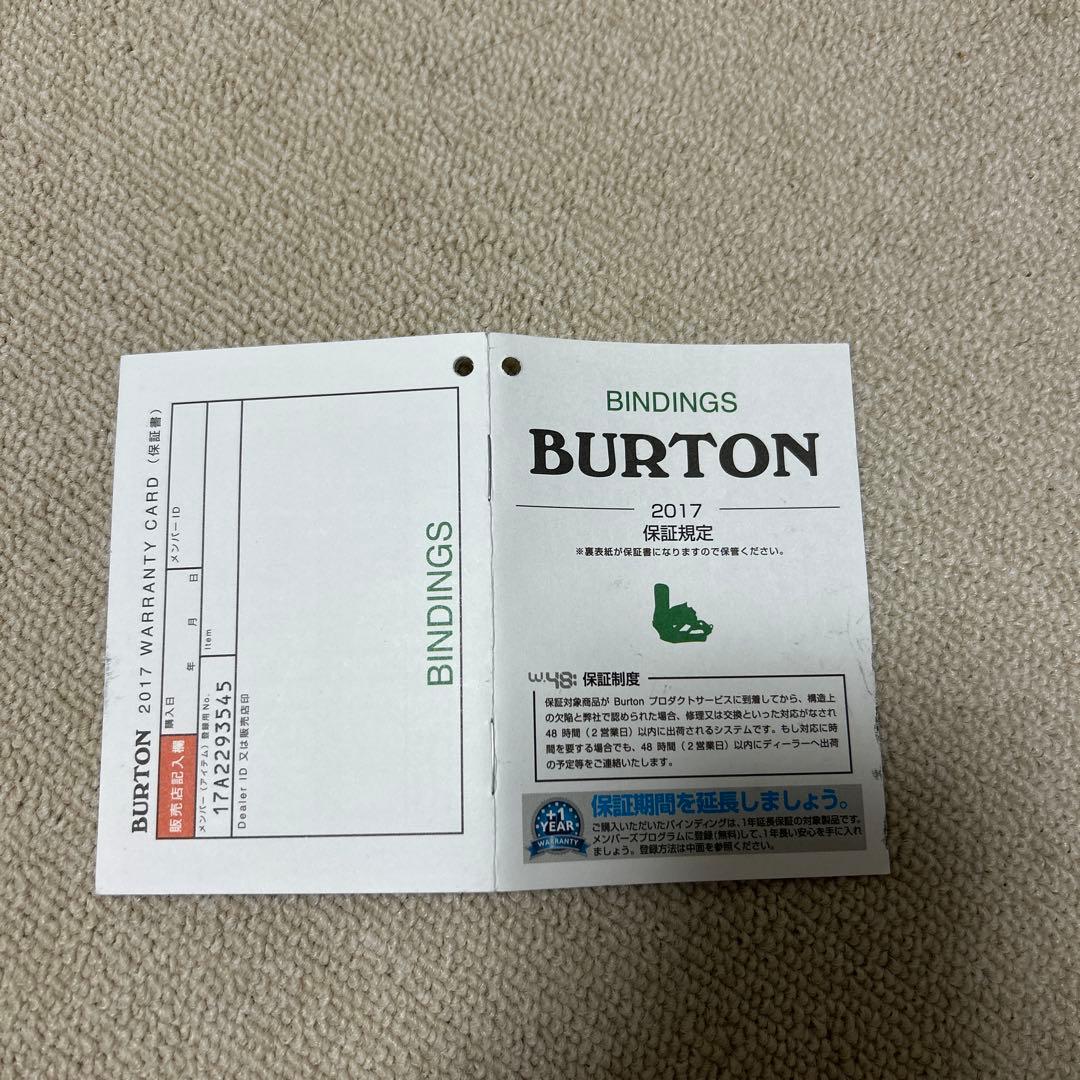 BINDINGS
BURTON
2017
保証規定
※裏表紙が保証書になりますので保管ください。
w.48: 保証制度
保証対象商品が Burton プロダクトサービスに到着してから、構造上
の欠陥と弊社で認められた場合、修理又は交換といった対応がなされ
48 時間（2 営業日）以内に出荷されるシステムです。もし対応に時
間を要する場合でも、48 時間（2 営業日）以内にディーラーへ出荷
の予定等をご連絡いたします。
+1
YEAR
WARRANTY
保証期間を延長しましょう。
ご購入いただいたバインディングは、1年延長保証の対象製品です。
メンバーズプログラムに登録(無料)して、1年長い安心を手に入れ
ましょう。登録方法は中面を参照ください。
BURTON 2017 WARRANTY CARD（保証書）
販売店記入欄
購入日 年 月 日
メンバー ID
メンバー（アイテム）登録用 No.
17A2293545
Item
Dealer ID 又は販売店印
BINDINGS